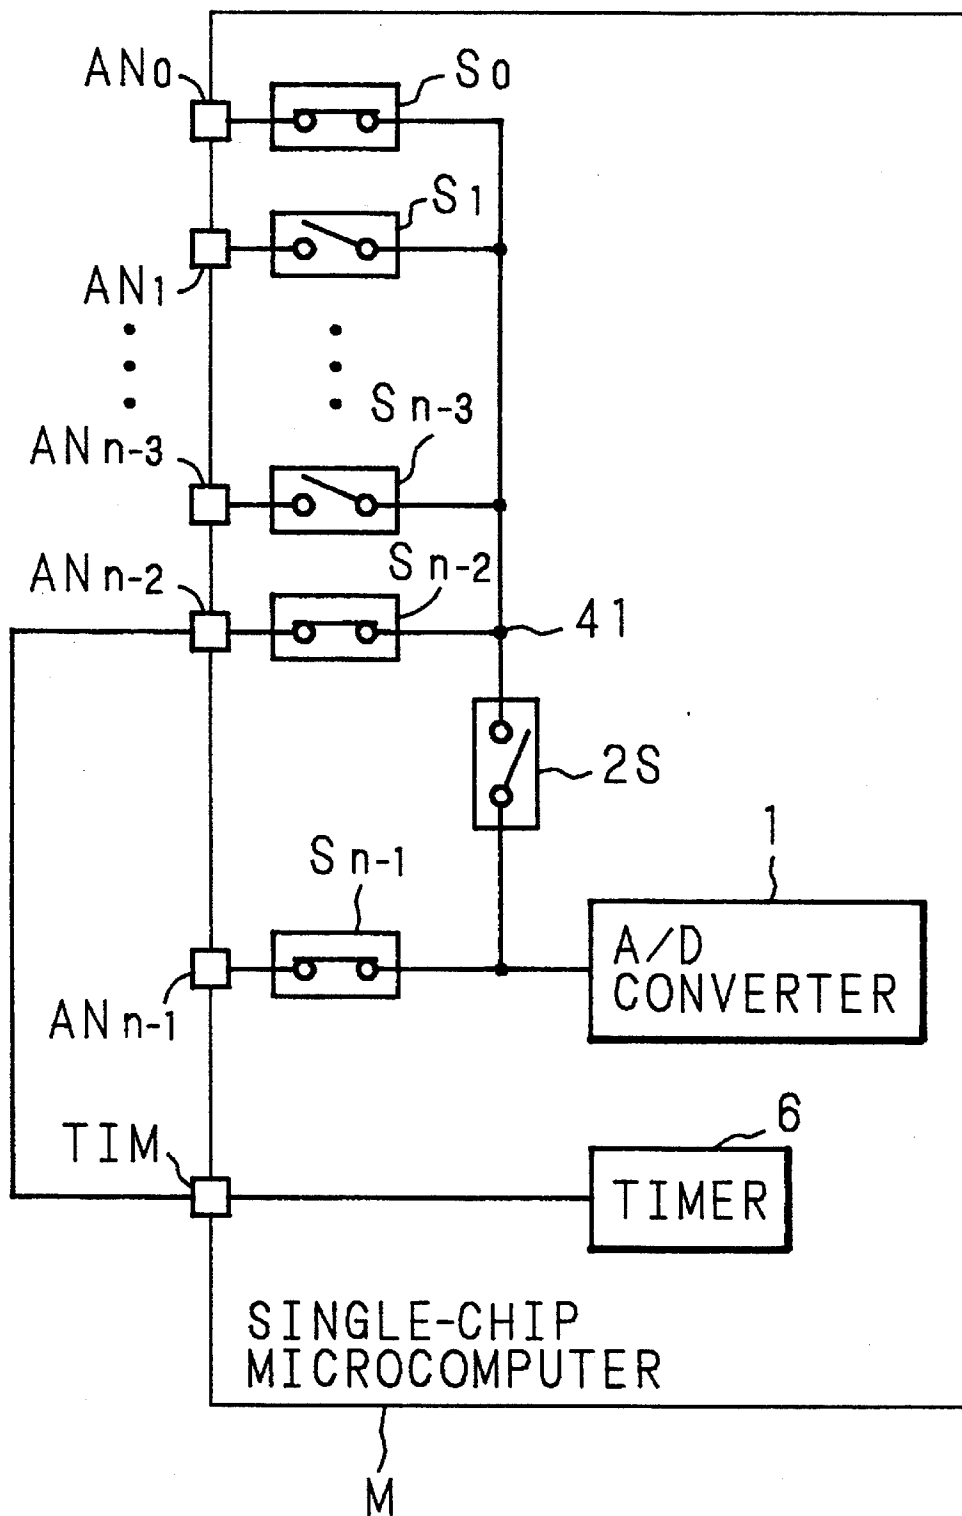 AN0
S0
S1
AN1
Sn-3
ANn-3
Sn-2
ANn-2
41
2S
1
Sn-1
A/D
CONVERTER
ANn-1
6
TIM
TIMER
SINGLE-CHIP
MICROCOMPUTER
M